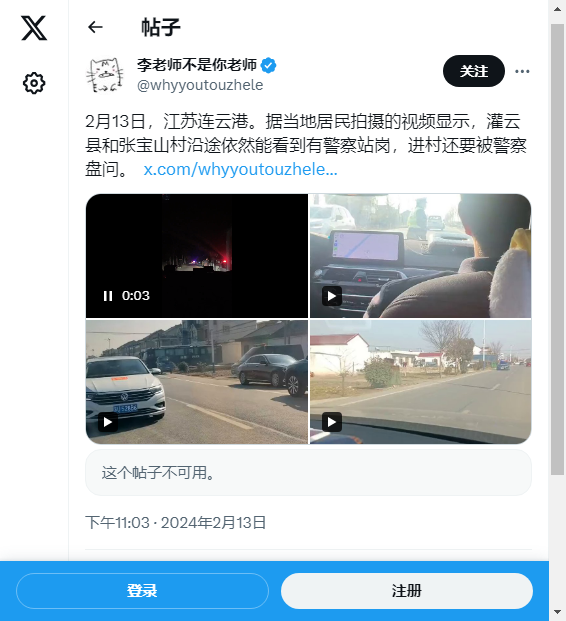 帖子
李老师不是你老师
@whyyoutouzhele
关注
2月13日，江苏连云港。据当地居民拍摄的视频显示，灌云
县和张宝山村沿途依然能看到有警察站岗，进村还要被警察
盘问。 x.com/whyyoutouzhele...
0:03
这个帖子不可用。
下午11:03 · 2024年2月13日
登录
注册